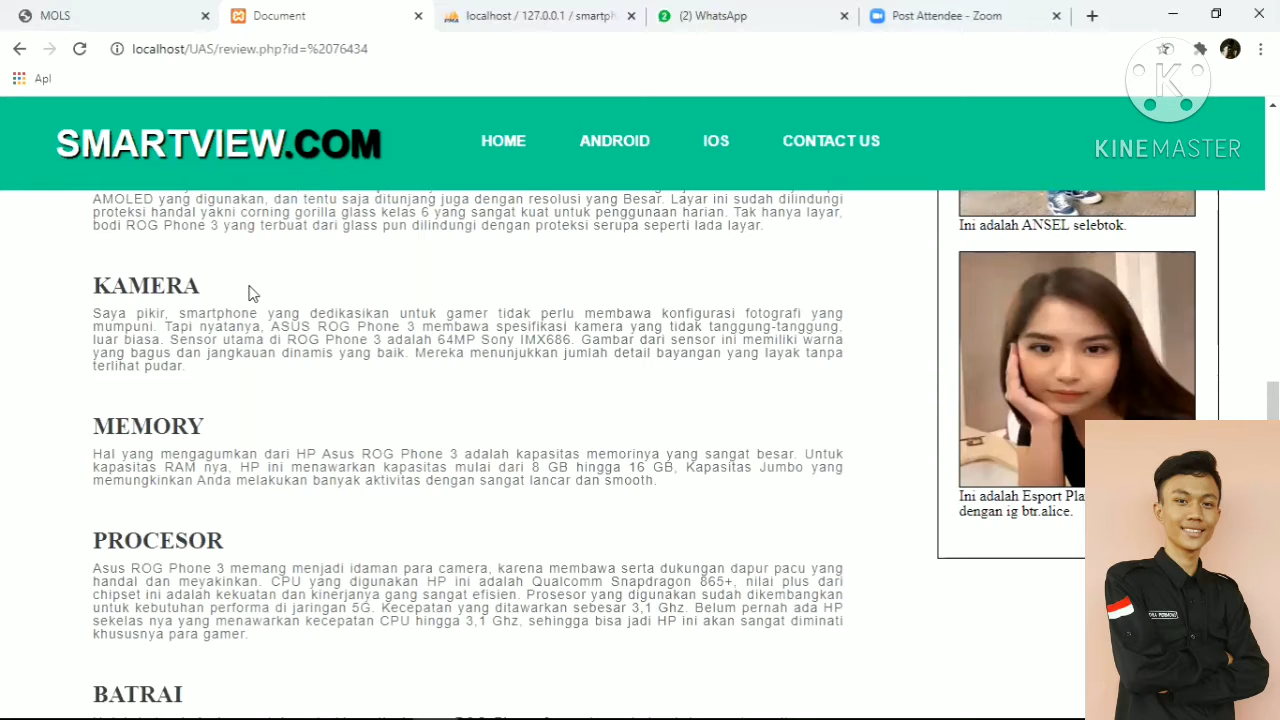 MOLS
Document
localhost / 127.0.0.1 / smartph
(2) WhatsApp
Post Attendee - Zoom
localhost/UAS/review.php?id=%2076434
Apl
SMARTVIEW.COM
HOME
ANDROID
IOS
CONTACT US
K
KINEMASTER
AMOLED yang digunakan, dan tentu saja ditunjang juga dengan resolusi yang Besar. Layar ini sudah dilindungi
proteksi handal yakni corning gorilla glass kelas 6 yang sangat kuat untuk penggunaan harian. Tak hanya layar,
bodi ROG Phone 3 yang terbuat dari glass pun dilindungi dengan proteksi serupa seperti lada layar.
KAMERA
Saya pikir, smartphone yang dedikasikan untuk gamer tidak perlu membawa konfigurasi fotografi yang
mumpuni. Tapi nyatanya, ASUS ROG Phone 3 membawa spesifikasi kamera yang tidak tanggung-tanggung,
luar biasa. Sensor utama di ROG Phone 3 adalah 64MP Sony IMX686. Gambar dari sensor ini memiliki warna
yang bagus dan jangkauan dinamis yang baik. Mereka menunjukkan jumlah detail bayangan yang layak tanpa
terlihat pudar.
MEMORY
Hal yang mengagumkan dari HP Asus ROG Phone 3 adalah kapasitas memorinya yang sangat besar. Untuk
kapasitas RAM nya, HP ini menawarkan kapasitas mulai dari 8 GB hingga 16 GB, Kapasitas Jumbo yang
memungkinkan Anda melakukan banyak aktivitas dengan sangat lancar dan smooth.
PROCESOR
Asus ROG Phone 3 memang menjadi idaman para camera, karena membawa serta dukungan dapur pacu yang
handal dan meyakinkan. CPU yang digunakan HP ini adalah Qualcomm Snapdragon 865+, nilai plus dari
chipset ini adalah kekuatan dan kinerjanya gang sangat efisien. Prosesor yang digunakan sudah dikembangkan
untuk kebutuhan performa di jaringan 5G. Kecepatan yang ditawarkan sebesar 3,1 Ghz. Belum pernah ada HP
sekelas nya yang menawarkan kecepatan CPU hingga 3,1 Ghz, sehingga bisa jadi HP ini akan sangat diminati
khususnya para gamer.
BATRAI
Ini adalah ANSEL selebtok.
Ini adalah Esport Pla
dengan ig btr.alice.